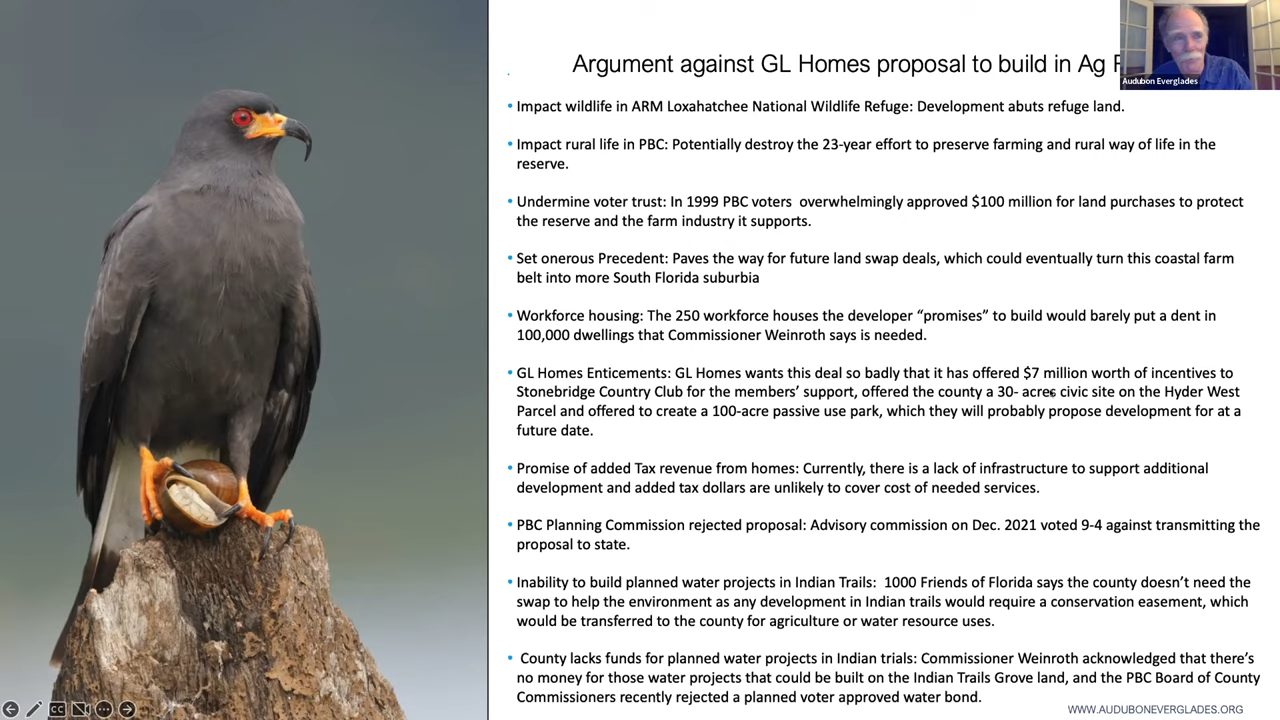 Argument against GL Homes proposal to build in Ag
Audubon Everglades
• Impact wildlife in ARM Loxahatchee National Wildlife Refuge: Development abuts refuge land.
• Impact rural life in PBC: Potentially destroy the 23-year effort to preserve farming and rural way of life in the
reserve.
• Undermine voter trust: In 1999 PBC voters overwhelmingly approved $100 million for land purchases to protect
the reserve and the farm industry it supports.
• Set onerous Precedent: Paves the way for future land swap deals, which could eventually turn this coastal farm
belt into more South Florida suburbia
• Workforce housing: The 250 workforce houses the developer “promises” to build would barely put a dent in
100,000 dwellings that Commissioner Weinroth says is needed.
• GL Homes Enticements: GL Homes wants this deal so badly that it has offered $7 million worth of incentives to
Stonebridge Country Club for the members’ support, offered the county a 30- acres civic site on the Hyder West
Parcel and offered to create a 100-acre passive use park, which they will probably propose development for at a
future date.
• Promise of added Tax revenue from homes: Currently, there is a lack of infrastructure to support additional
development and added tax dollars are unlikely to cover cost of needed services.
• PBC Planning Commission rejected proposal: Advisory commission on Dec. 2021 voted 9-4 against transmitting the
proposal to state.
• Inability to build planned water projects in Indian Trails: 1000 Friends of Florida says the county doesn’t need the
swap to help the environment as any development in Indian trails would require a conservation easement, which
would be transferred to the county for agriculture or water resource uses.
• County lacks funds for planned water projects in Indian trials: Commissioner Weinroth acknowledged that there’s
no money for those water projects that could be built on the Indian Trails Grove land, and the PBC Board of County
Commissioners recently rejected a planned voter approved water bond.
CC
WWW.AUDUBONEVERGLADES.ORG